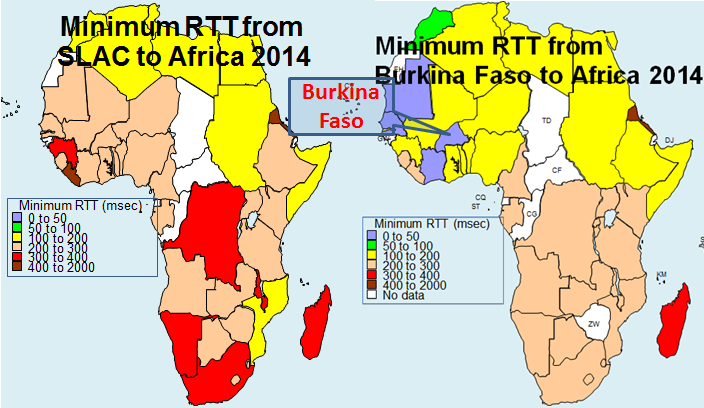 Minimum RTT from
SLAC to Africa 2014
Minimum RTT (msec)
0 to 50
50 to 100
100 to 200
200 to 300
300 to 400
400 to 2000
Burkina
Faso
Minimum RTT from
Burkina Faso to Africa 2014
EH
GW
TD
DJ
CF
CQ
ST
CG
KM
ZW
Minimum RTT (msec)
0 to 50
50 to 100
100 to 200
200 to 300
300 to 400
400 to 2000
No data